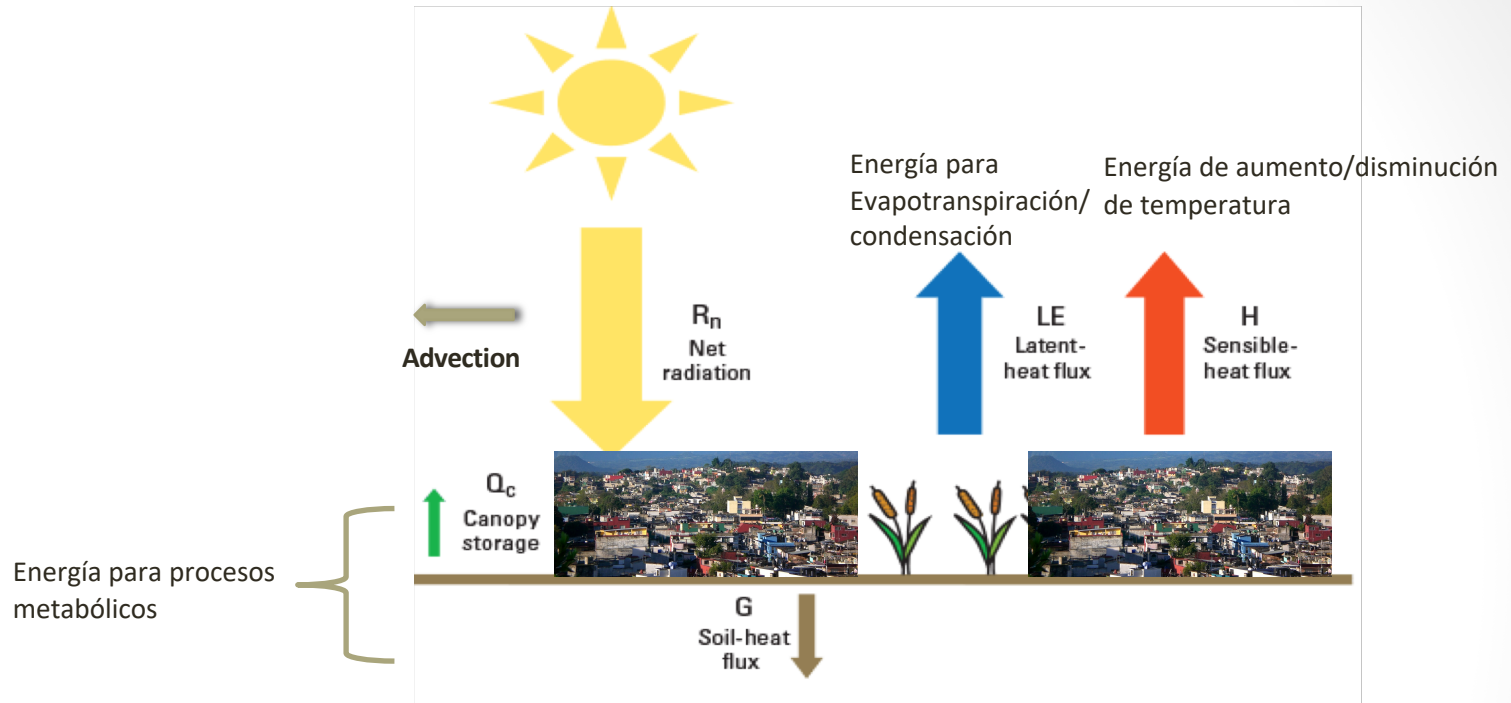 Energía para
Evapotranspiración/
condensación
Energía de aumento/disminución
de temperatura
Advection
Rn
Net
radiation
LE
Latent-
heat flux
H
Sensible-
heat flux
Qc
Canopy
storage
Energía para procesos
metabólicos
G
Soil-heat
flux